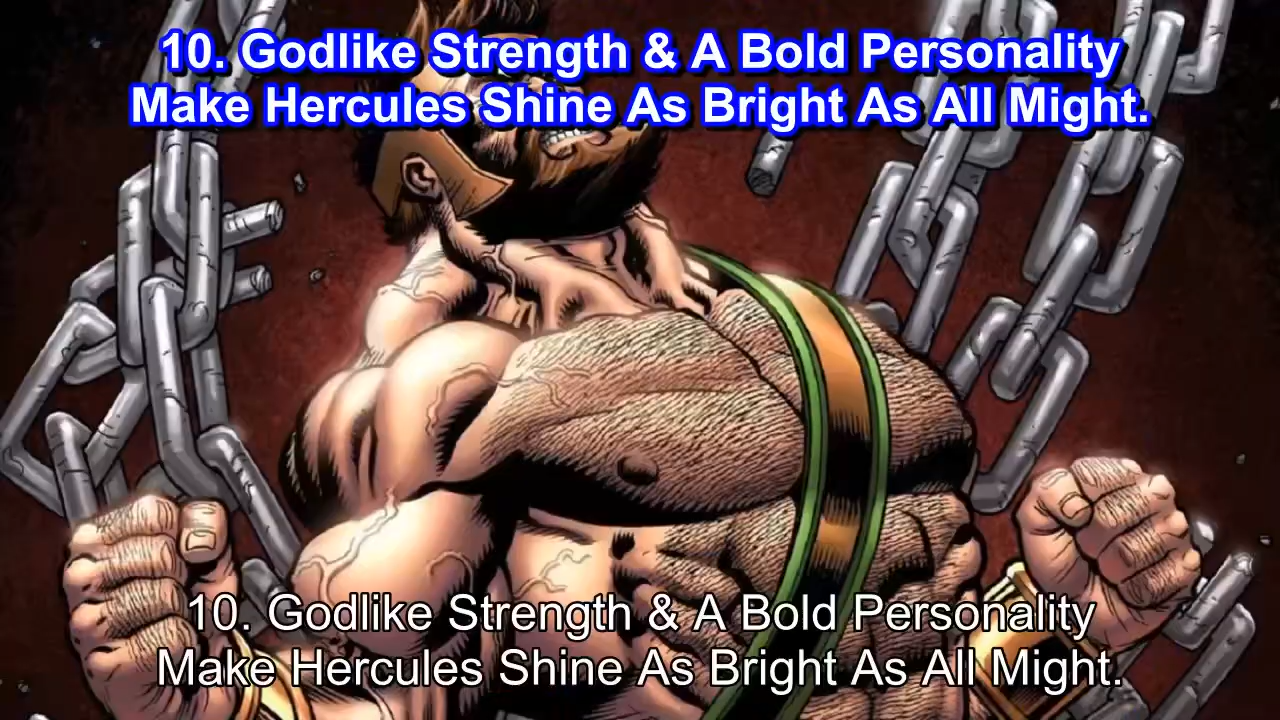 10. Godlike Strength & A Bold Personality
Make Hercules Shine As Bright As All Might.
10. Godlike Strength & A Bold Personality
Make Hercules Shine As Bright As All Might.